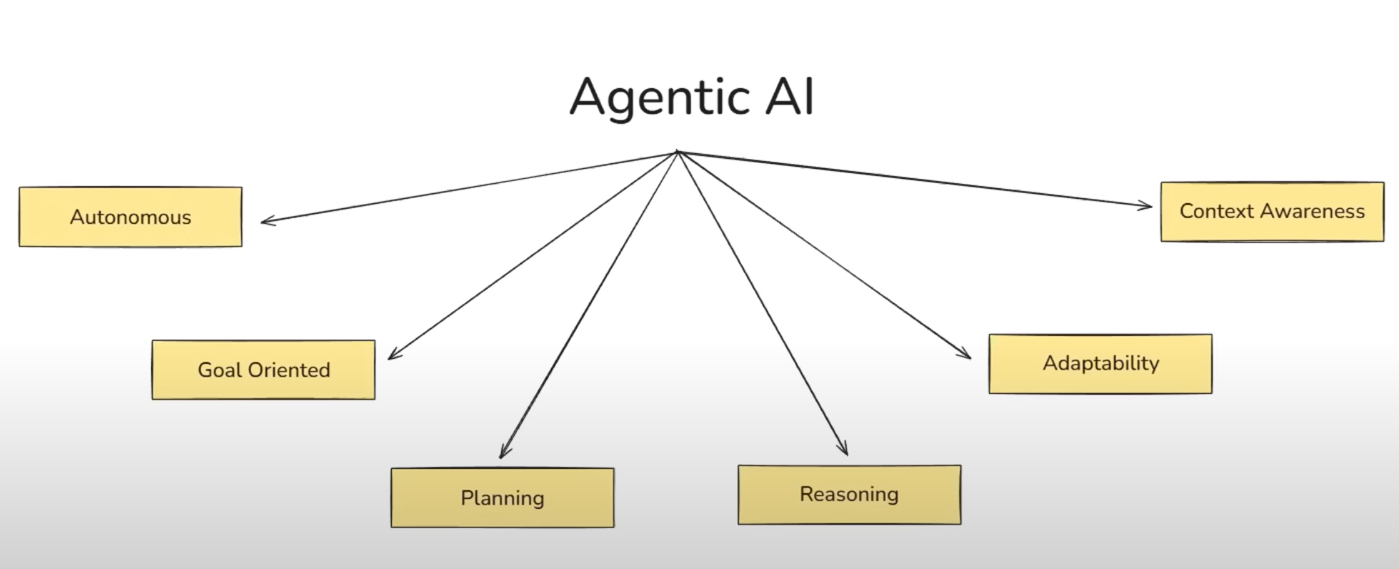 Agentic AI
Autonomous
Context Awareness
Goal Oriented
Adaptability
Planning
Reasoning